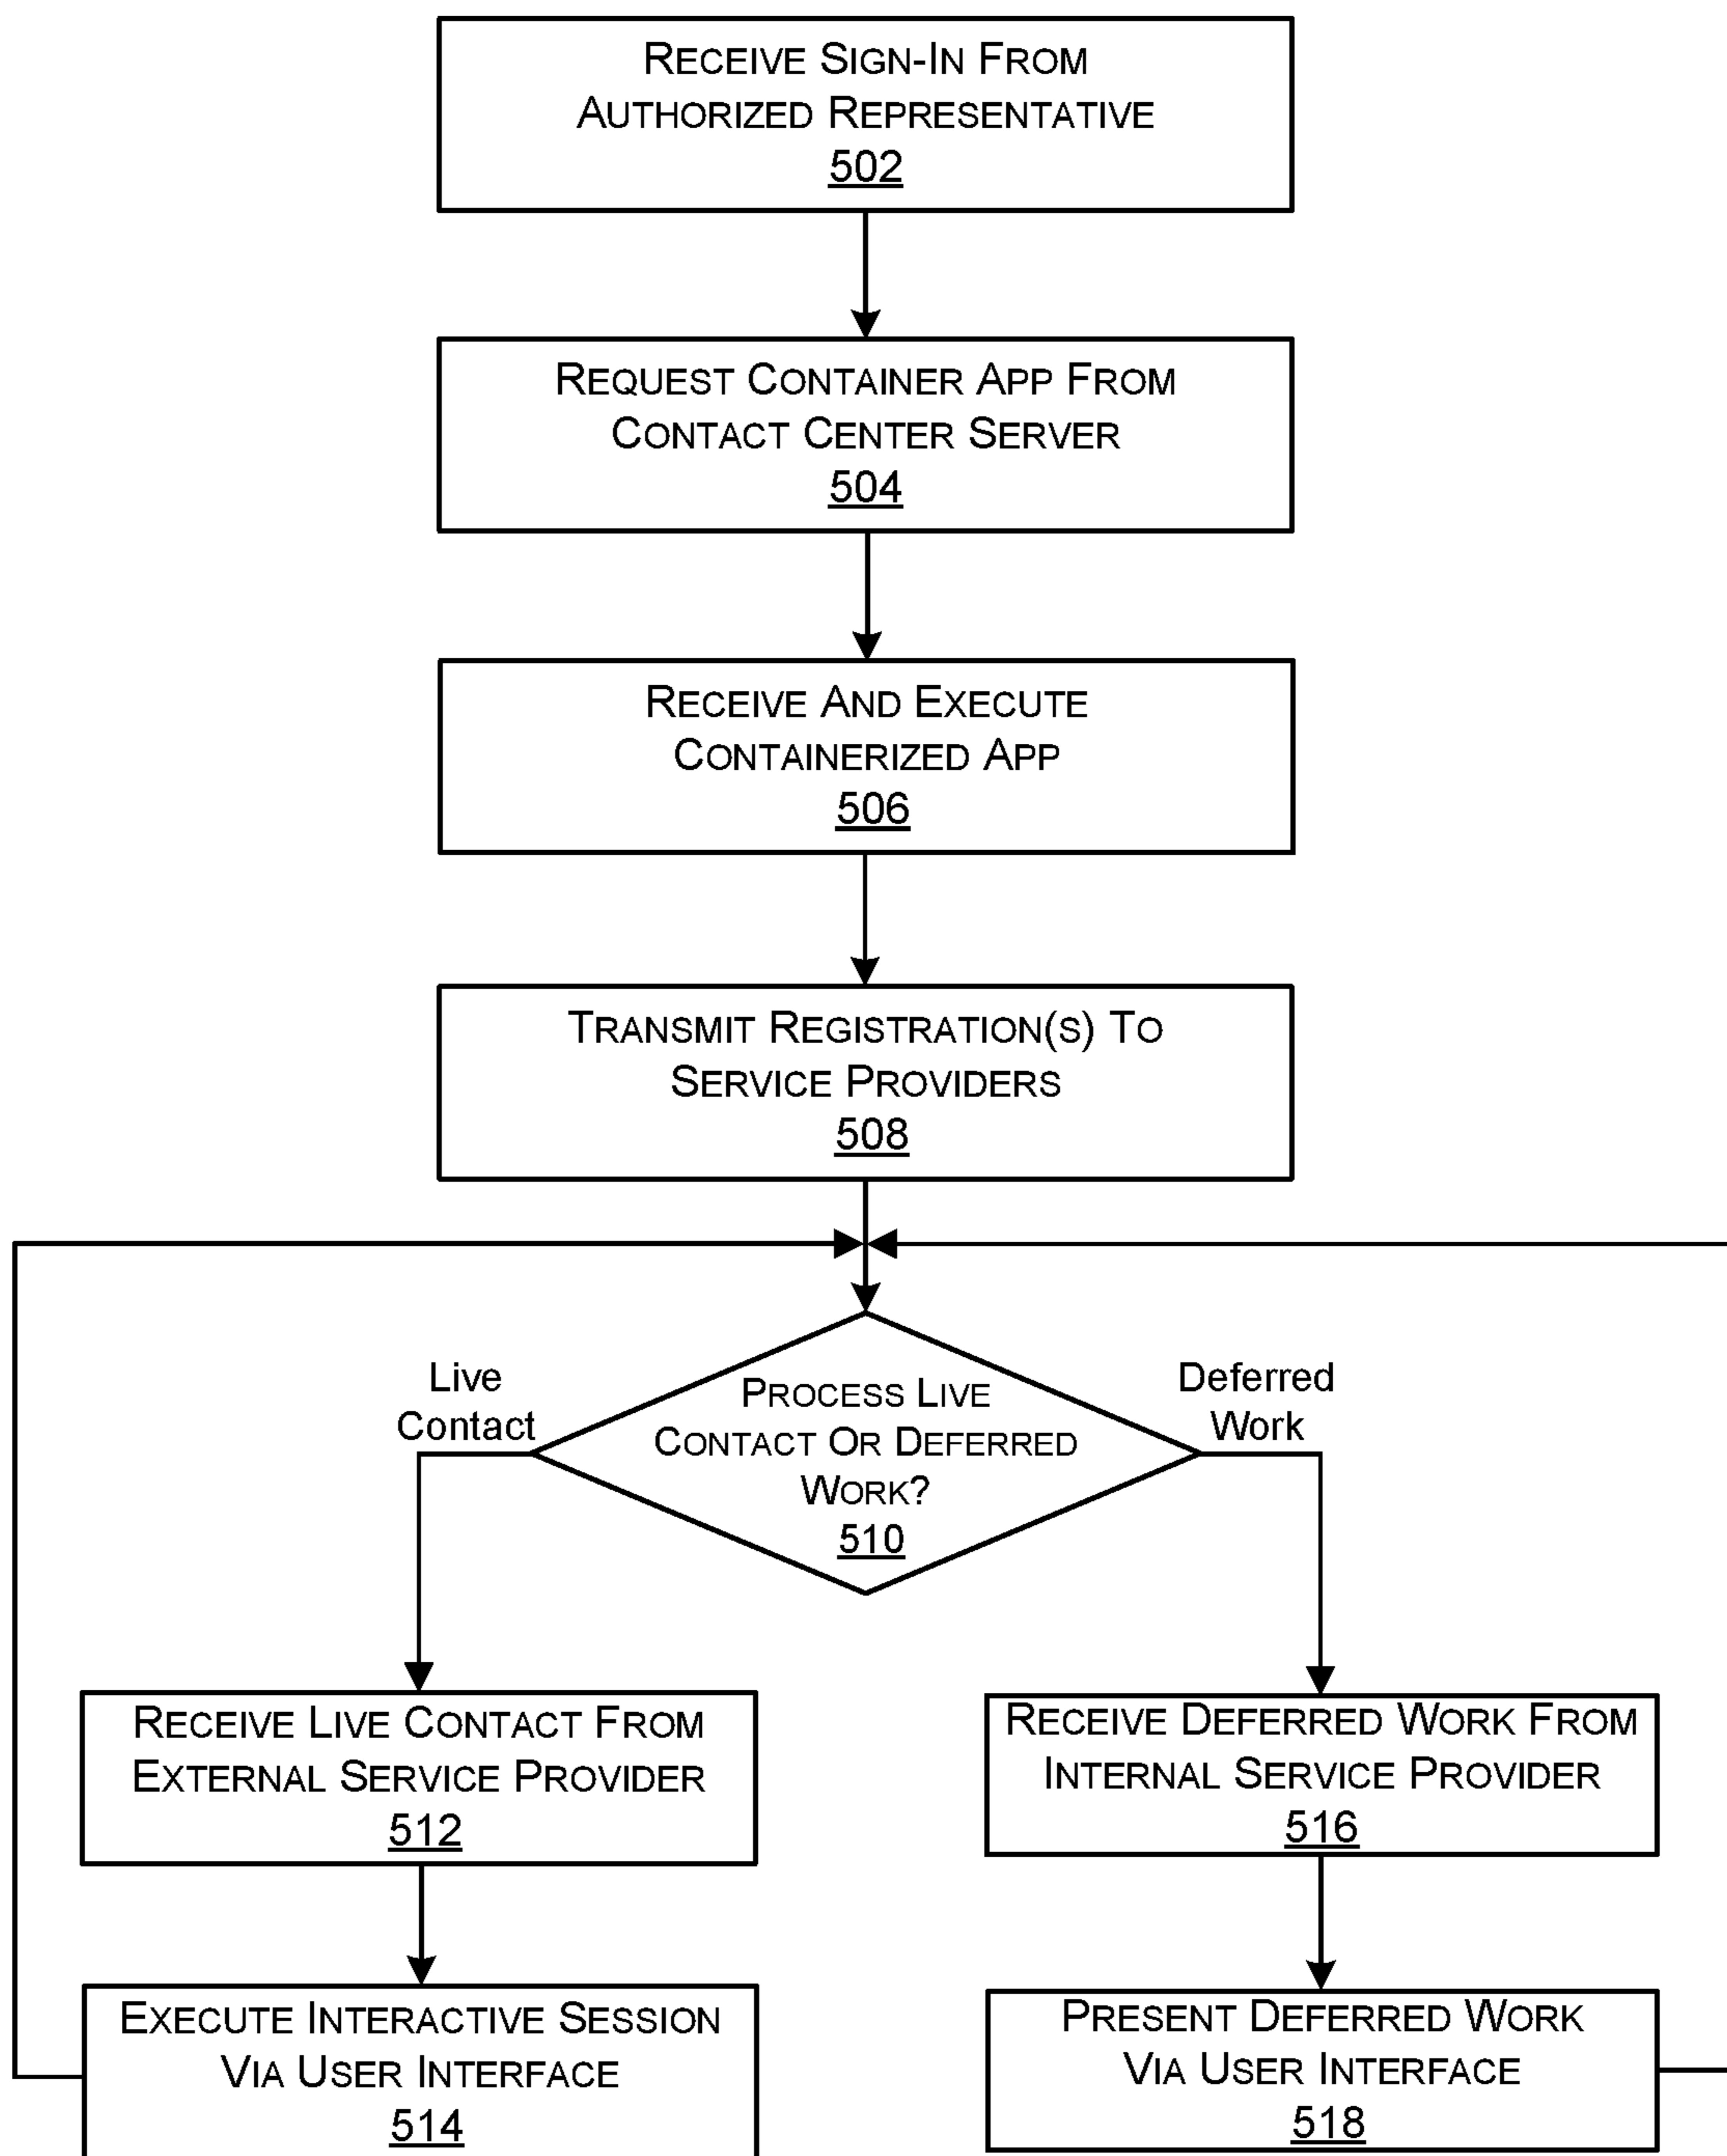 RECEIVE SIGN-IN FROM
AUTHORIZED REPRESENTATIVE
502
REQUEST CONTAINER APP FROM
CONTACT CENTER SERVER
504
RECEIVE AND EXECUTE
CONTAINERIZED APP
506
TRANSMIT REGISTRATION(S) TO
SERVICE PROVIDERS
508
Live
Contact
PROCESS LIVE
CONTACT OR DEFERRED
WORK?
510
Deferred
Work
RECEIVE LIVE CONTACT FROM
EXTERNAL SERVICE PROVIDER
512
RECEIVE DEFERRED WORK FROM
INTERNAL SERVICE PROVIDER
516
EXECUTE INTERACTIVE SESSION
VIA USER INTERFACE
514
PRESENT DEFERRED WORK
VIA USER INTERFACE
518